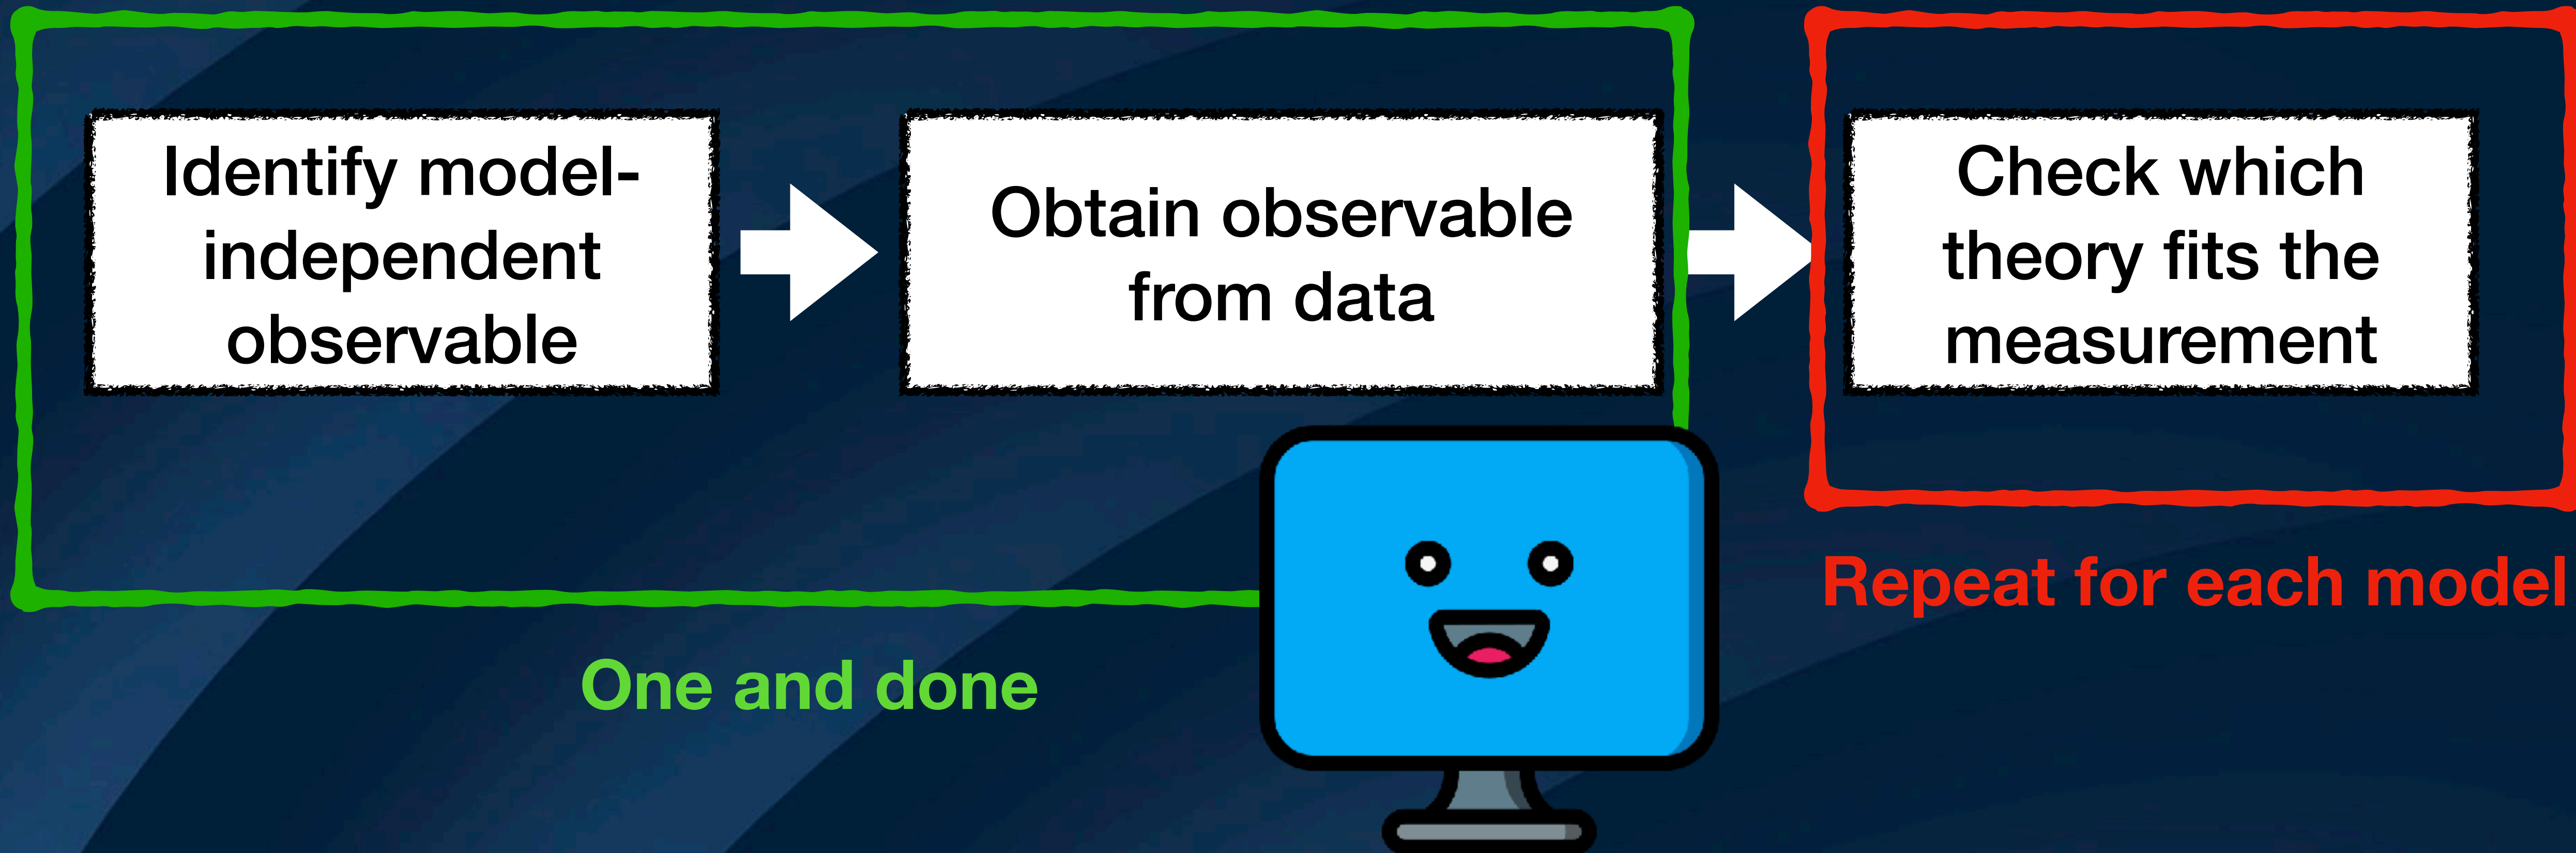 Identify model-
independent
observable
Obtain observable
from data
Check which
theory fits the
measurement
Repeat for each model
One and done